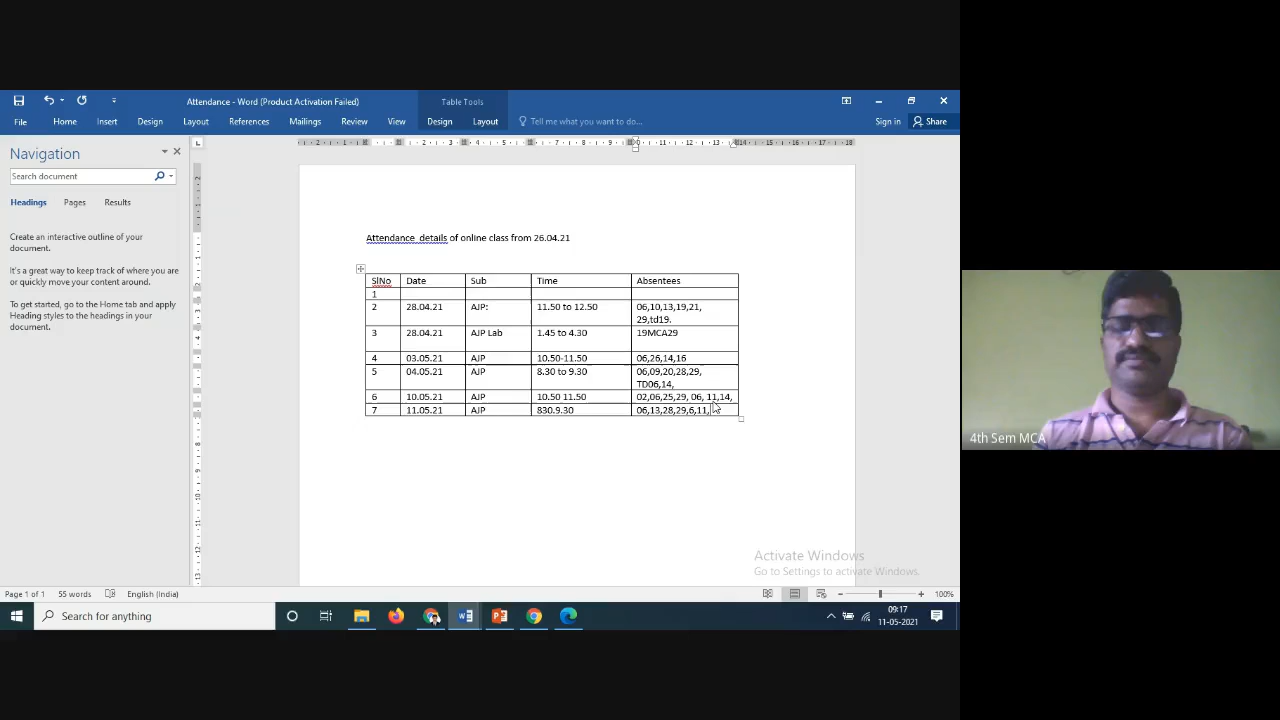 Attendance - Word (Product Activation Failed)
Table Tools
File
Home
Insert
Design
Layout
References
Mailings
Review
View
Design
Layout
Tell me what you want to do...
Sign in
Share
Navigation
Search document
Headings
Pages
Results
Create an interactive outline of your
document.
It's a great way to keep track of where you are
or quickly move your content around.
To get started, go to the Home tab and apply
Heading styles to the headings in your
document.
Attendance details of online class from 26.04.21
SlNo Date Sub Time Absentees
1
2 28.04.21 AJP: 11.50 to 12.50 06,10,13,19,21,
29,td19.
3 28.04.21 AJP Lab 1.45 to 4.30 19MCA29
4 03.05.21 AJP 10.50-11.50 06,26,14,16
5 04.05.21 AJP 8.30 to 9.30 06,09,20,28,29,
TD06,14,
6 10.05.21 AJP 10.50 11.50 02,06,25,29, 06, 11,14,
7 11.05.21 AJP 830.9.30 06,13,28,29,6,11,
4th Sem MCA
Activate Windows
Go to Settings to activate Windows.
Page 1 of 1 55 words English (India)
100%
Search for anything
09:17
11-05-2021